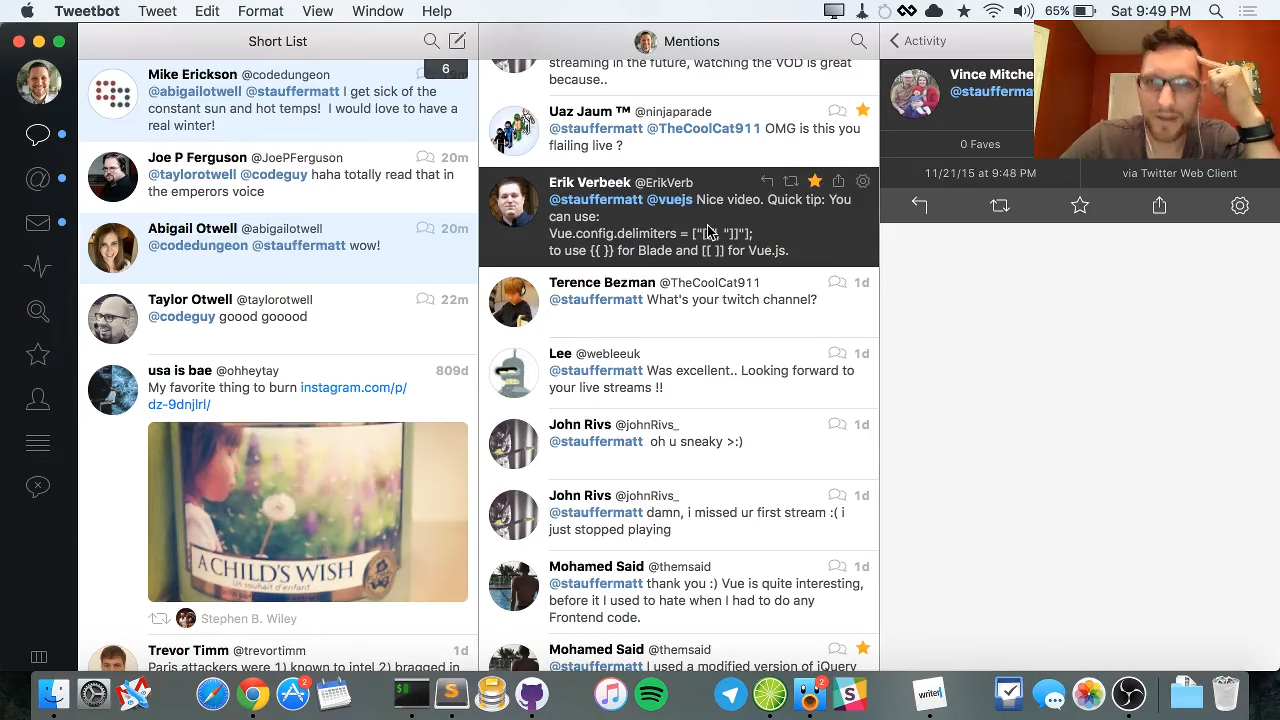 Tweetbot Tweet Edit Format View Window Help
65% Sat 9:49 PM
Short List
6
Mike Erickson @codedungeon
@abigailotwell @stauffermatt I get sick of the
constant sun and hot temps! I would love to have a
real winter!
Joe P Ferguson @JoePFerguson 20m
@taylorotwell @codeguy haha totally read that in
the emperors voice
Abigail Otwell @abigailotwell 20m
@codedungeon @stauffermatt wow!
Taylor Otwell @taylorotwell 22m
@codeguy goood gooood
usa is bae @ohheytay 809d
My favorite thing to burn instagram.com/p/
dz-9dnjlrl/
A CHILD'S WISH
Un souhait d'enfant
Stephen B. Wiley
Trevor Timm @trevortimm 1d
Paris attackers were 1) known to intel 2) bragged in
Mentions
streaming in the future, watching the VOD is great
because..
Uaz Jaum ™ @ninjaparade
@stauffermatt @TheCoolCat911 OMG is this you
flailing live ?
Erik Verbeek @ErikVerb
@stauffermatt @vuejs Nice video. Quick tip: You
can use:
Vue.config.delimiters = ["[[", "]]"];
to use {{ }} for Blade and [[ ]] for Vue.js.
Terence Bezman @TheCoolCat911 1d
@stauffermatt What's your twitch channel?
Lee @webleeuk 1d
@stauffermatt Was excellent.. Looking forward to
your live streams !!
John Rivs @johnRivs_ 1d
@stauffermatt oh u sneaky >:)
John Rivs @johnRivs_ 1d
@stauffermatt damn, i missed ur first stream :( i
just stopped playing
Mohamed Said @themsaid 1d
@stauffermatt thank you :) Vue is quite interesting,
before it I used to hate when I had to do any
Frontend code.
Mohamed Said @themsaid
@stauffermatt I used a modified version of jQuery
Activity
Vince Mitche
@stauffermat
0 Faves
11/21/15 at 9:48 PM via Twitter Web Client
2
2
writer